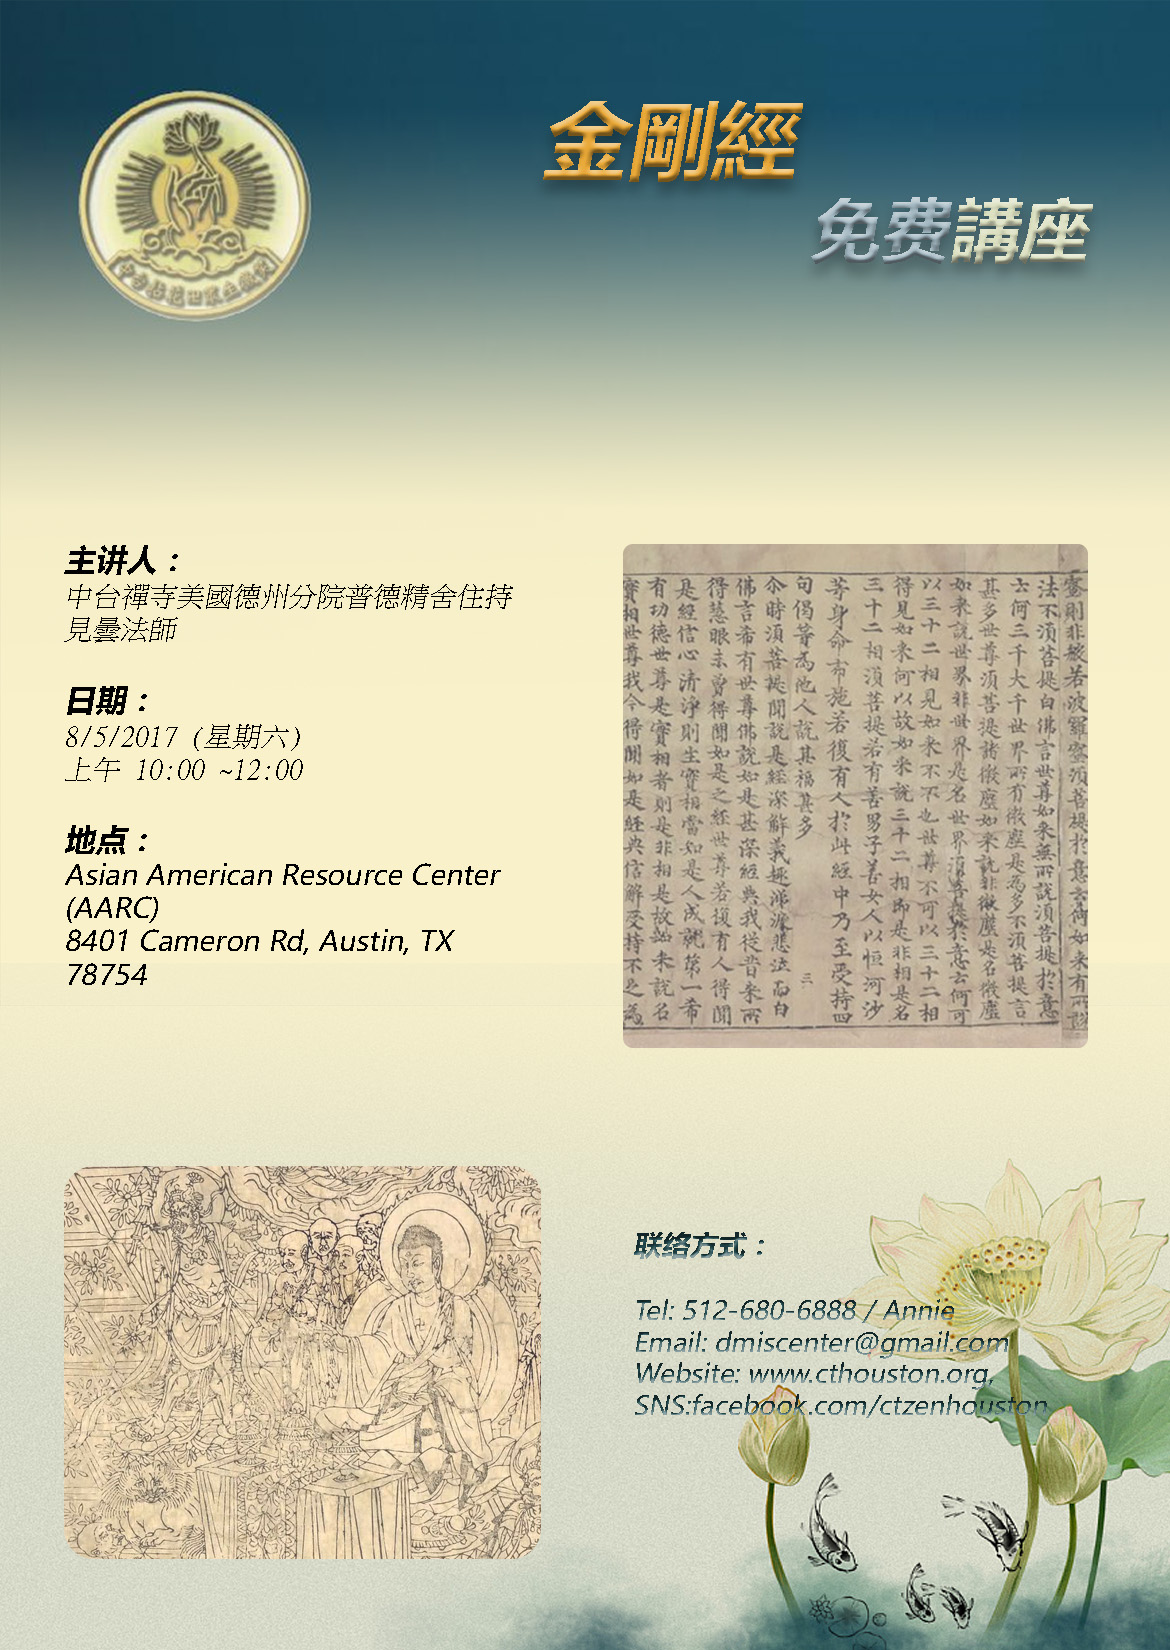 金剛經
免费講座
主讲人：
中台禪寺美國德州分院普德精舍住持
見曇法師
日期：
8/5/2017 (星期六)
上午 10:00 ~12:00
地点：
Asian American Resource Center
(AARC)
8401 Cameron Rd, Austin, TX
78754
蜜則非般若波羅蜜須菩提於意云何如來有所說
法不須菩提白佛言世尊如來無所說須菩提於意
云何三千大千世界所有微塵是為多不須菩提言
甚多世尊須菩提諸微塵如來說非微塵是名微塵
如來說世界非世界是名世界須菩提於意云何可
以三十二相見如來不不也世尊不可以三十二相
得見如來何以故如來說三十二相即是非相是名
三十二相須菩提若有善男子善女人以恒河沙
等身命布施若復有人於此經中乃至受持四
句偈等為他人說其福甚多
三
尒時須菩提聞說是經深解義趣涕淚悲泣而白
佛言希有世尊佛說如是甚深經典我從昔來所
得慧眼未曾得聞如是之經世尊若復有人得聞
是經信心清淨則生實相當知是人成就第一希
有功德世尊是實相者則是非相是故如來說名
實相世尊我今得聞如是經典信解受持不足為
联络方式：
Tel: 512-680-6888 / Annie
Email: dmiscenter@gmail.com
Website: www.cthouston.org,
SNS:facebook.com/ctzenhouston